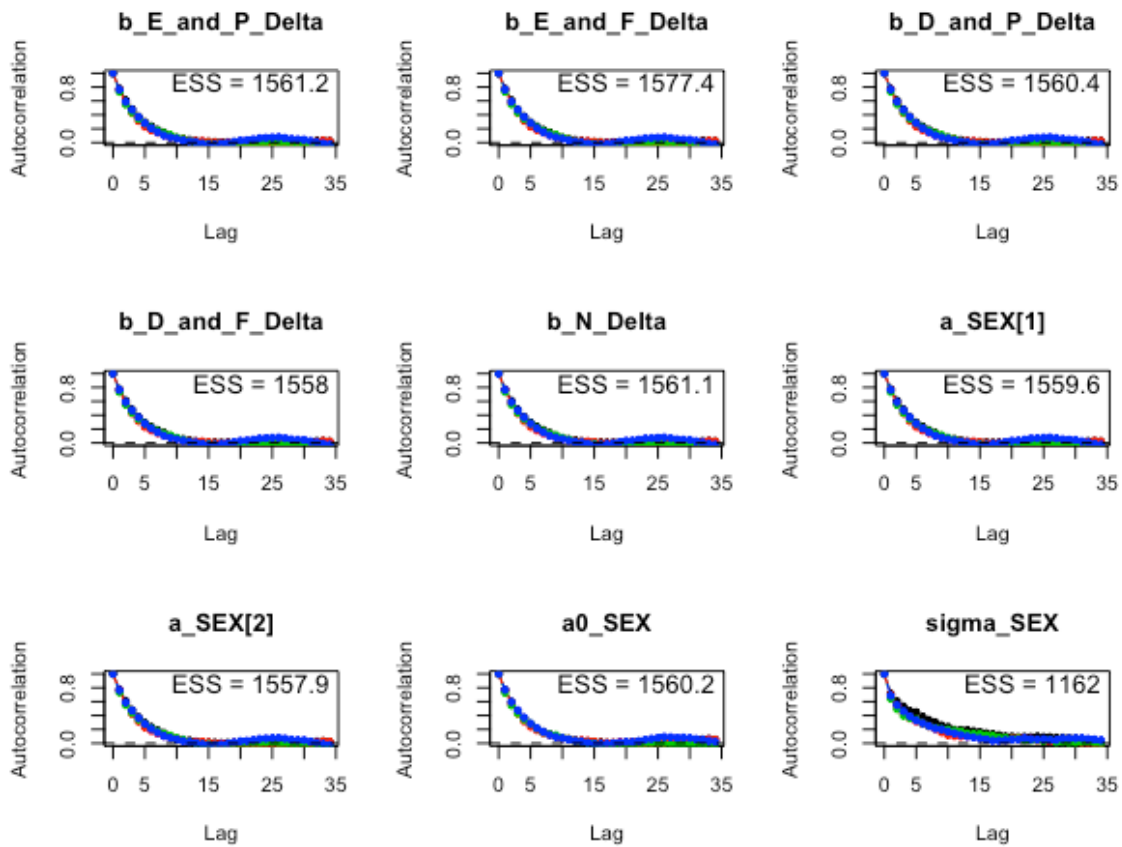 b_E_and_P_Delta
Autocorrelation
0.0 0.8
ESS = 1561.2
0 5 15 25 35
Lag
b_E_and_F_Delta
Autocorrelation
0.0 0.8
ESS = 1577.4
0 5 15 25 35
Lag
b_D_and_P_Delta
Autocorrelation
0.0 0.8
ESS = 1560.4
0 5 15 25 35
Lag
b_D_and_F_Delta
Autocorrelation
0.0 0.8
ESS = 1558
0 5 15 25 35
Lag
b_N_Delta
Autocorrelation
0.0 0.8
ESS = 1561.1
0 5 15 25 35
Lag
a_SEX[1]
Autocorrelation
0.0 0.8
ESS = 1559.6
0 5 15 25 35
Lag
a_SEX[2]
Autocorrelation
0.0 0.8
ESS = 1557.9
0 5 15 25 35
Lag
a0_SEX
Autocorrelation
0.0 0.8
ESS = 1560.2
0 5 15 25 35
Lag
sigma_SEX
Autocorrelation
0.0 0.8
ESS = 1162
0 5 15 25 35
Lag